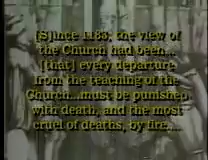 [S]ince 1183, the view of
the Church had been...
[that] every departure
from the teaching of the
Church...must be punished
with death, and the most
cruel of deaths, by fire....